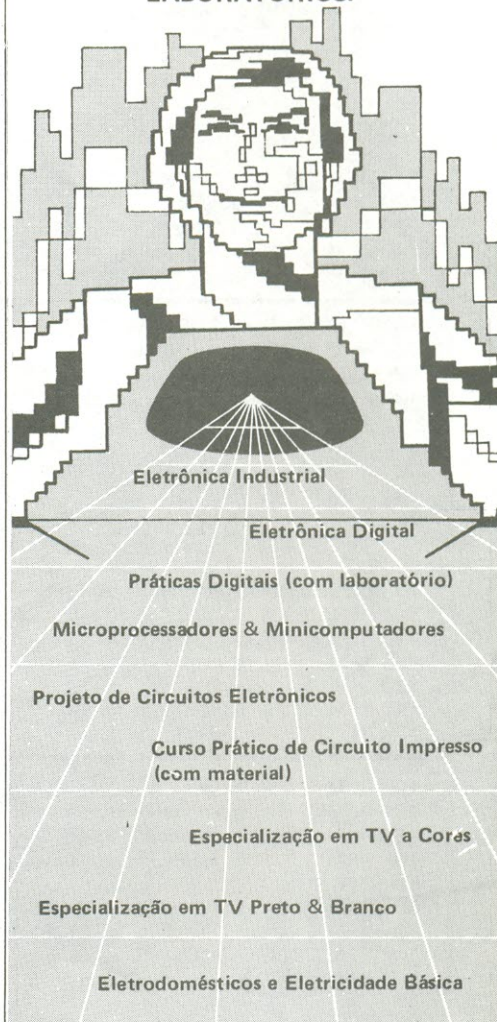 LABORATÓRIOS.
Eletrônica Industrial
Eletrônica Digital
Práticas Digitais (com laboratório)
Microprocessadores & Minicomputadores
Projeto de Circuitos Eletrônicos
Curso Prático de Circuito Impresso
(com material)
Especialização em TV a Cores
Especialização em TV Preto & Branco
Eletrodomésticos e Eletricidade Básica